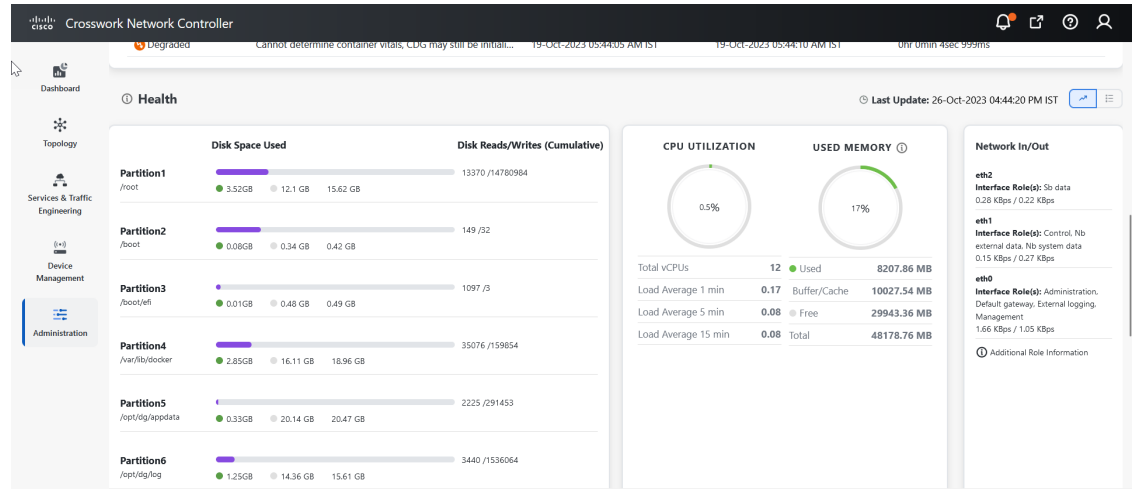 cisco Crosswork Network Controller
Degraded Cannot determine container vitals, CDG may still be initiali... 19-Oct-2023 05:44:05 AM IST 19-Oct-2023 05:44:10 AM IST 0hr 0min 4sec 999ms
Dashboard
Topology
Services & Traffic
Engineering
Device
Management
Administration
Health
Last Update: 26-Oct-2023 04:44:20 PM IST
Disk Space Used Disk Reads/Writes (Cumulative)
Partition1 13370 /14780984
/root 3.52GB 12.1 GB 15.62 GB
Partition2 149 /32
/boot 0.08GB 0.34 GB 0.42 GB
Partition3 1097 /3
/boot/efi 0.01GB 0.48 GB 0.49 GB
Partition4 35076 /159854
/var/lib/docker 2.85GB 16.11 GB 18.96 GB
Partition5 2225 /291453
/opt/dg/appdata 0.33GB 20.14 GB 20.47 GB
Partition6 3440 /1536064
/opt/dg/log 1.25GB 14.36 GB 15.61 GB
CPU UTILIZATION
0.5%
Total vCPUs 12
Load Average 1 min 0.17
Load Average 5 min 0.08
Load Average 15 min 0.08
USED MEMORY
17%
Used 8207.86 MB
Buffer/Cache 10027.54 MB
Free 29943.36 MB
Total 48178.76 MB
Network In/Out
eth2
Interface Role(s): Sb data
0.28 KBps / 0.22 KBps
eth1
Interface Role(s): Control, Nb
external data, Nb system data
0.15 KBps / 0.27 KBps
eth0
Interface Role(s): Administration,
Default gateway, External logging,
Management
1.66 KBps / 1.05 KBps
Additional Role Information